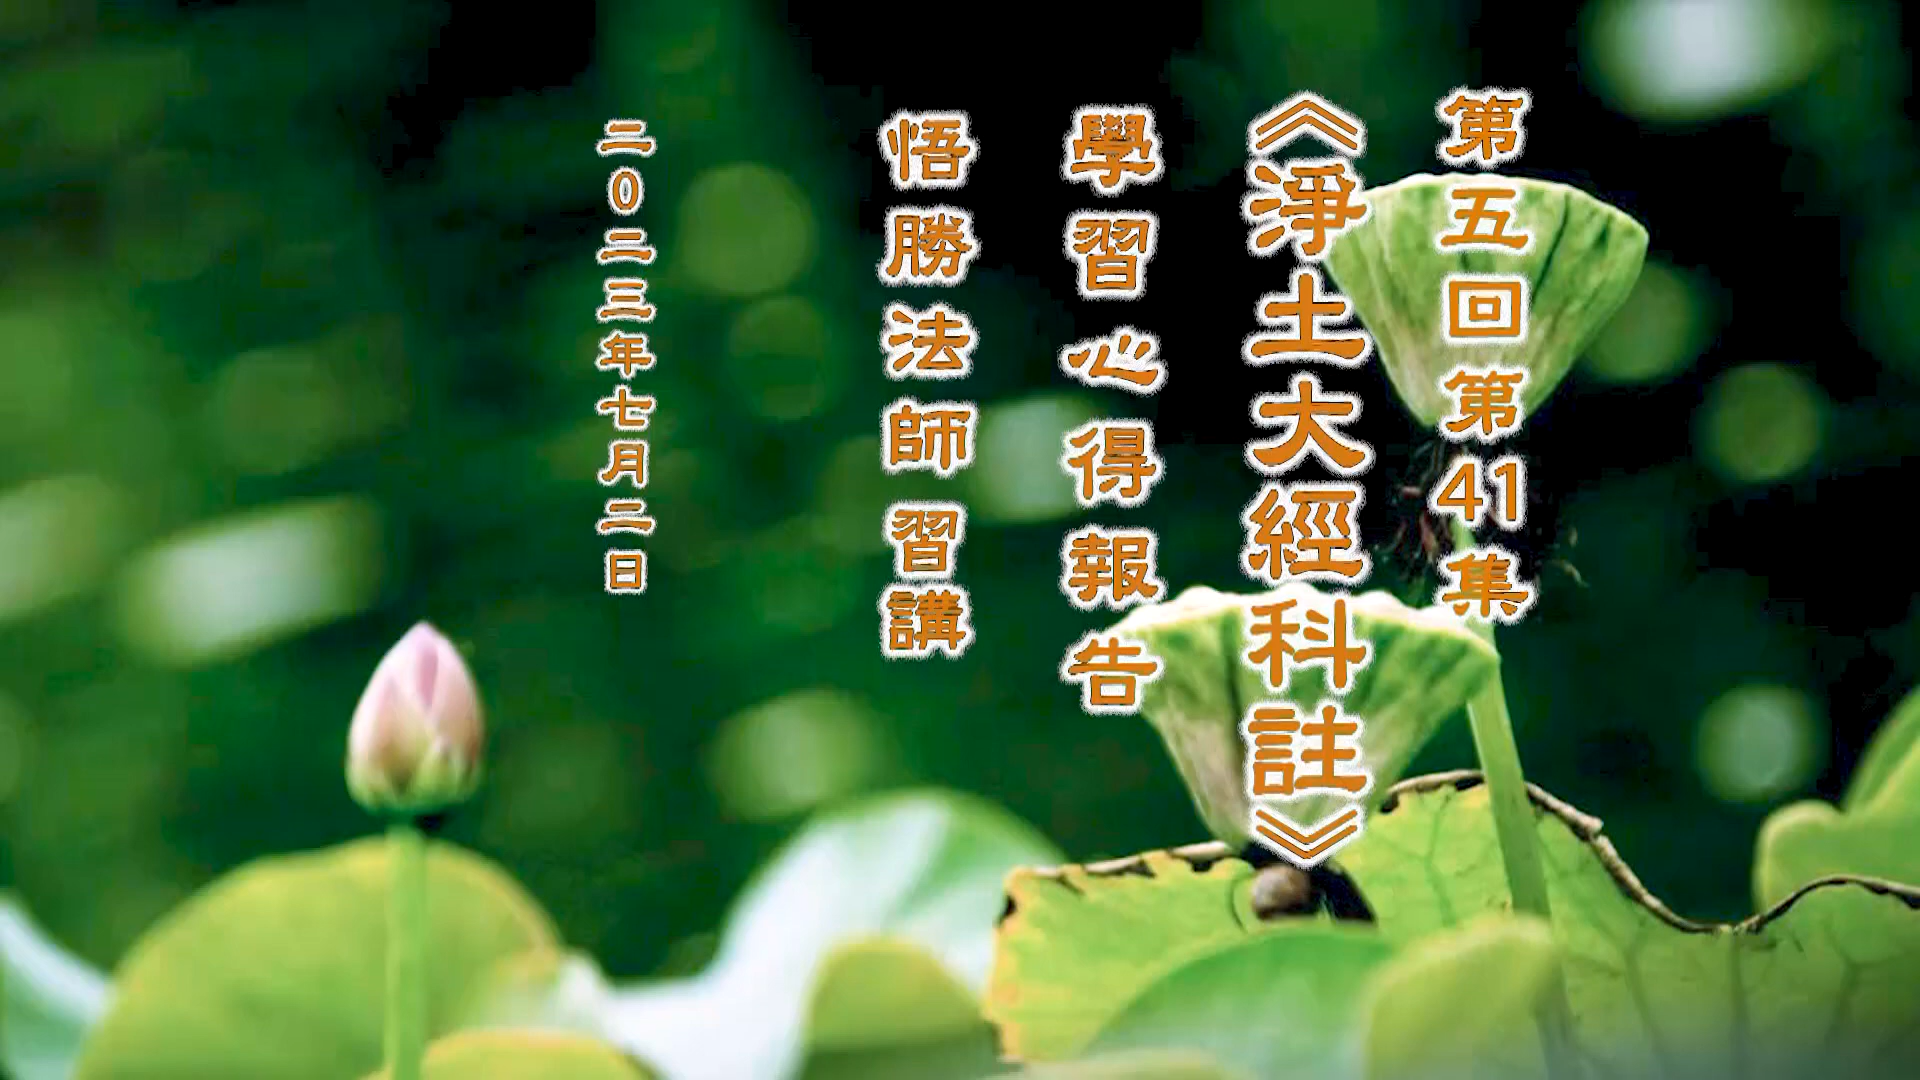 第五回第41集
《淨土大經科註》
學習心得報告
悟勝法師習講
二0二三年七月二日